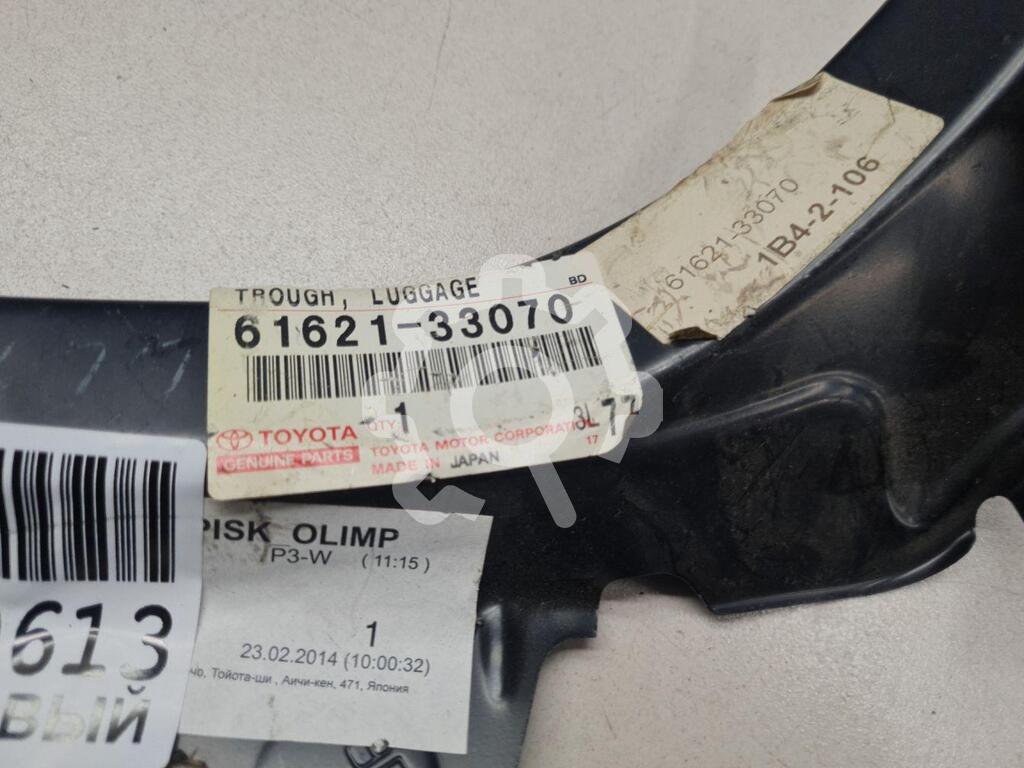 61621-33070
1B4-2-106
TROUGH, LUGGAGE BD
61621-33070
QTY. 1
TOYOTA
GENUINE PARTS
TOYOTA MOTOR CORPORATION 17
MADE IN JAPAN
PISK OLIMP
P3-W (11:15)
1
23.02.2014 (10:00:32)
Тойота-ши, Аичи-кен, 471, Япония
613
ВЫЙ